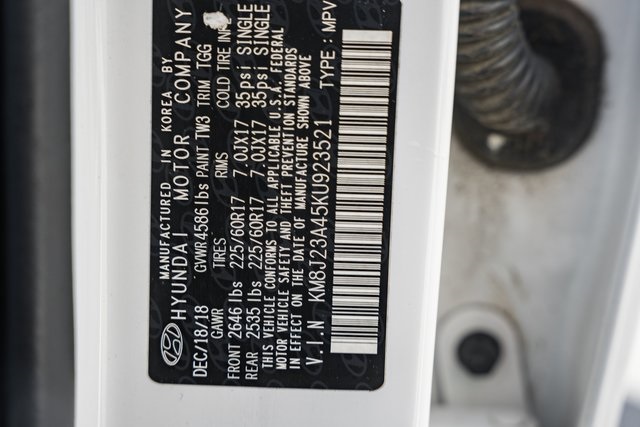 MANUFACTURED IN KOREA BY
HYUNDAI MOTOR COMPANY
DEC/18/18 GVWR4586lbs PAINT TW3 TRIM TGG
GAWR TIRES RIMS COLD TIRE
FRONT 2646 lbs 225/60R17 7.0JX17 35psi SINGLE
REAR 2535 lbs 225/60R17 7.0JX17 35psi SINGLE
THIS VEHICLE CONFORMS TO ALL APPLICABLE U.S.A. FEDERAL
MOTOR VEHICLE SAFETY AND THEFT PREVENTION STANDARDS
IN EFFECT ON THE DATE OF MANUFACTURE SHOWN ABOVE
V.I.N KM8J23A45KU923521 TYPE : MPV